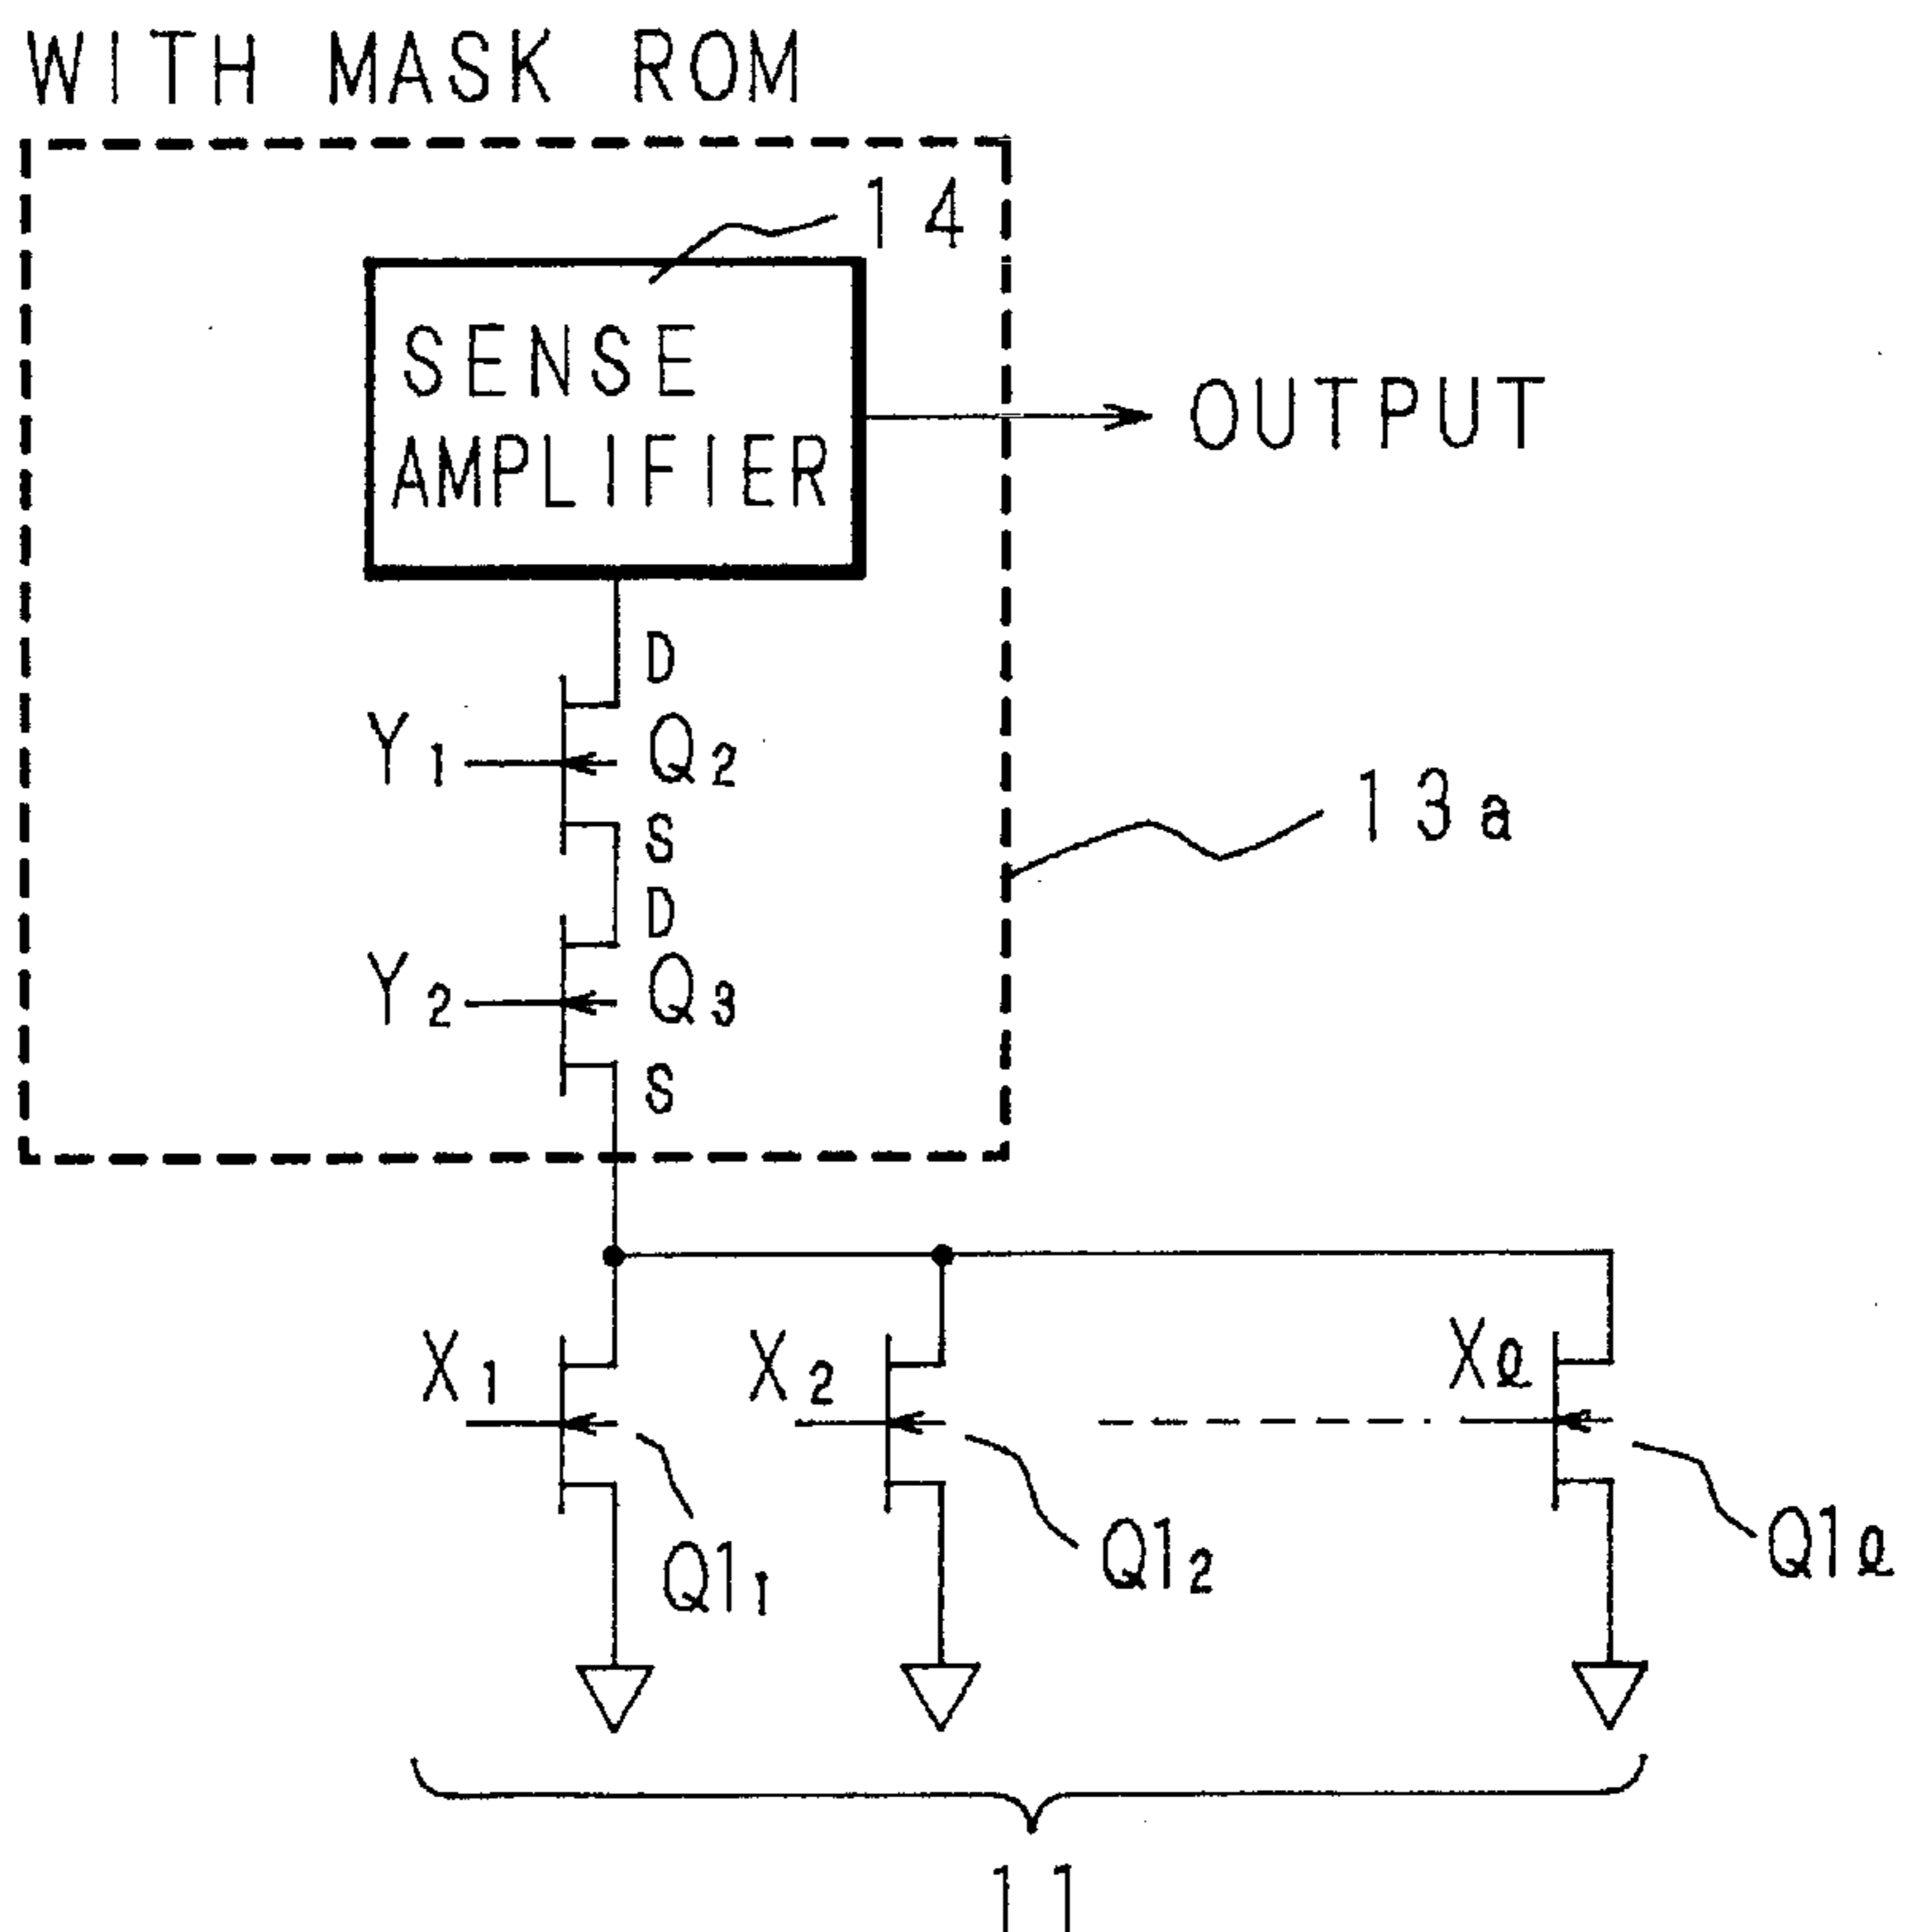 WITH MASK ROM
14
SENSE
AMPLIFIER
OUTPUT
D
Y₁
Q₂
S
13a
D
Y₂
Q₃
S
X₁
X₂
Xℓ
Q1₁
Q1₂
Q1ℓ
11